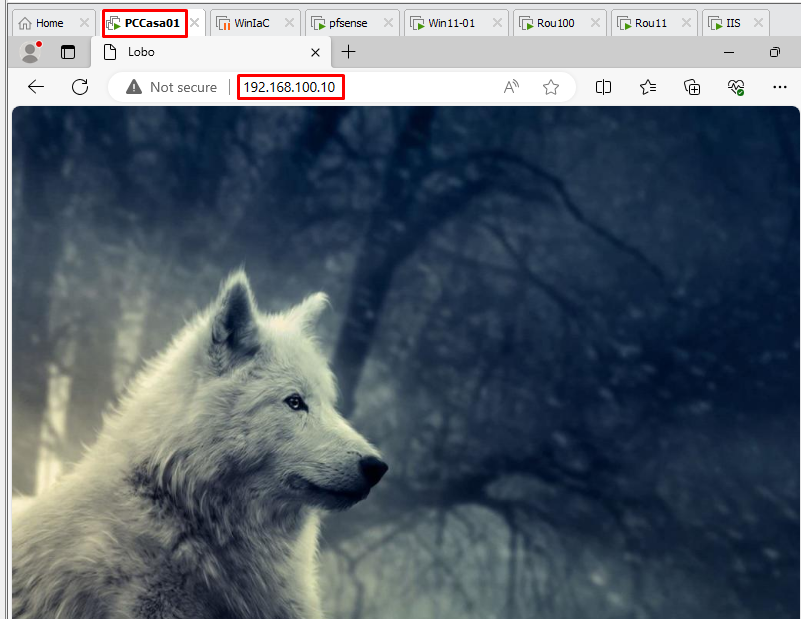 Home PCCasa01 WinIaC pfsense Win11-01 Rou100 Rou11 IIS
Lobo
Not secure 192.168.100.10